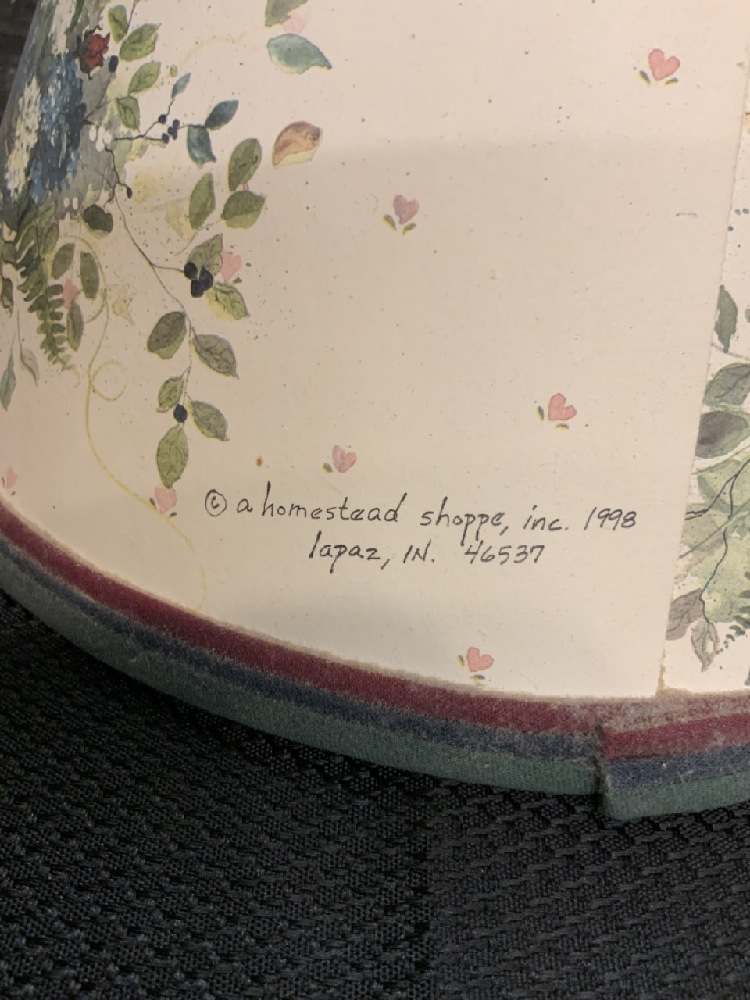 © a homestead shoppe, inc. 1998
lapaz, IN. 46537